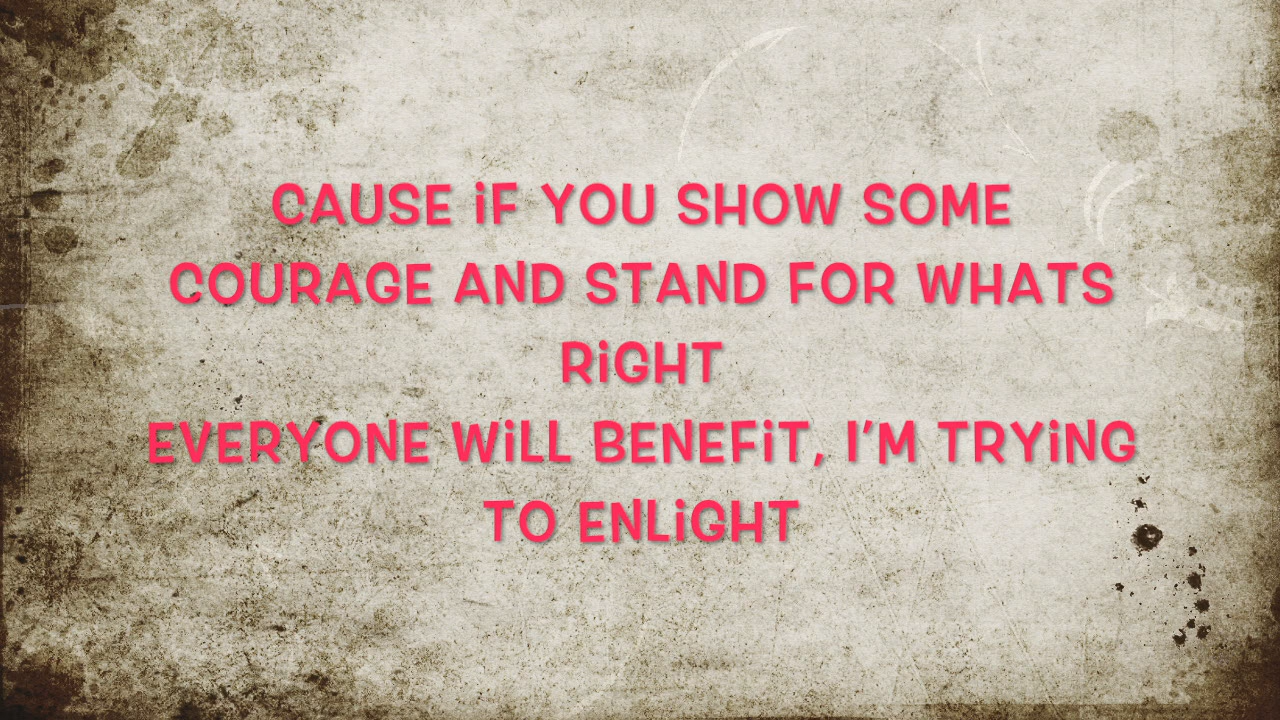 CAUSE iF YOU SHOW SOME
COURAGE AND STAND FOR WHATS
RiGHT
EVERYONE WiLL BENEFiT, I'M TRYiNG
TO ENLiGHT